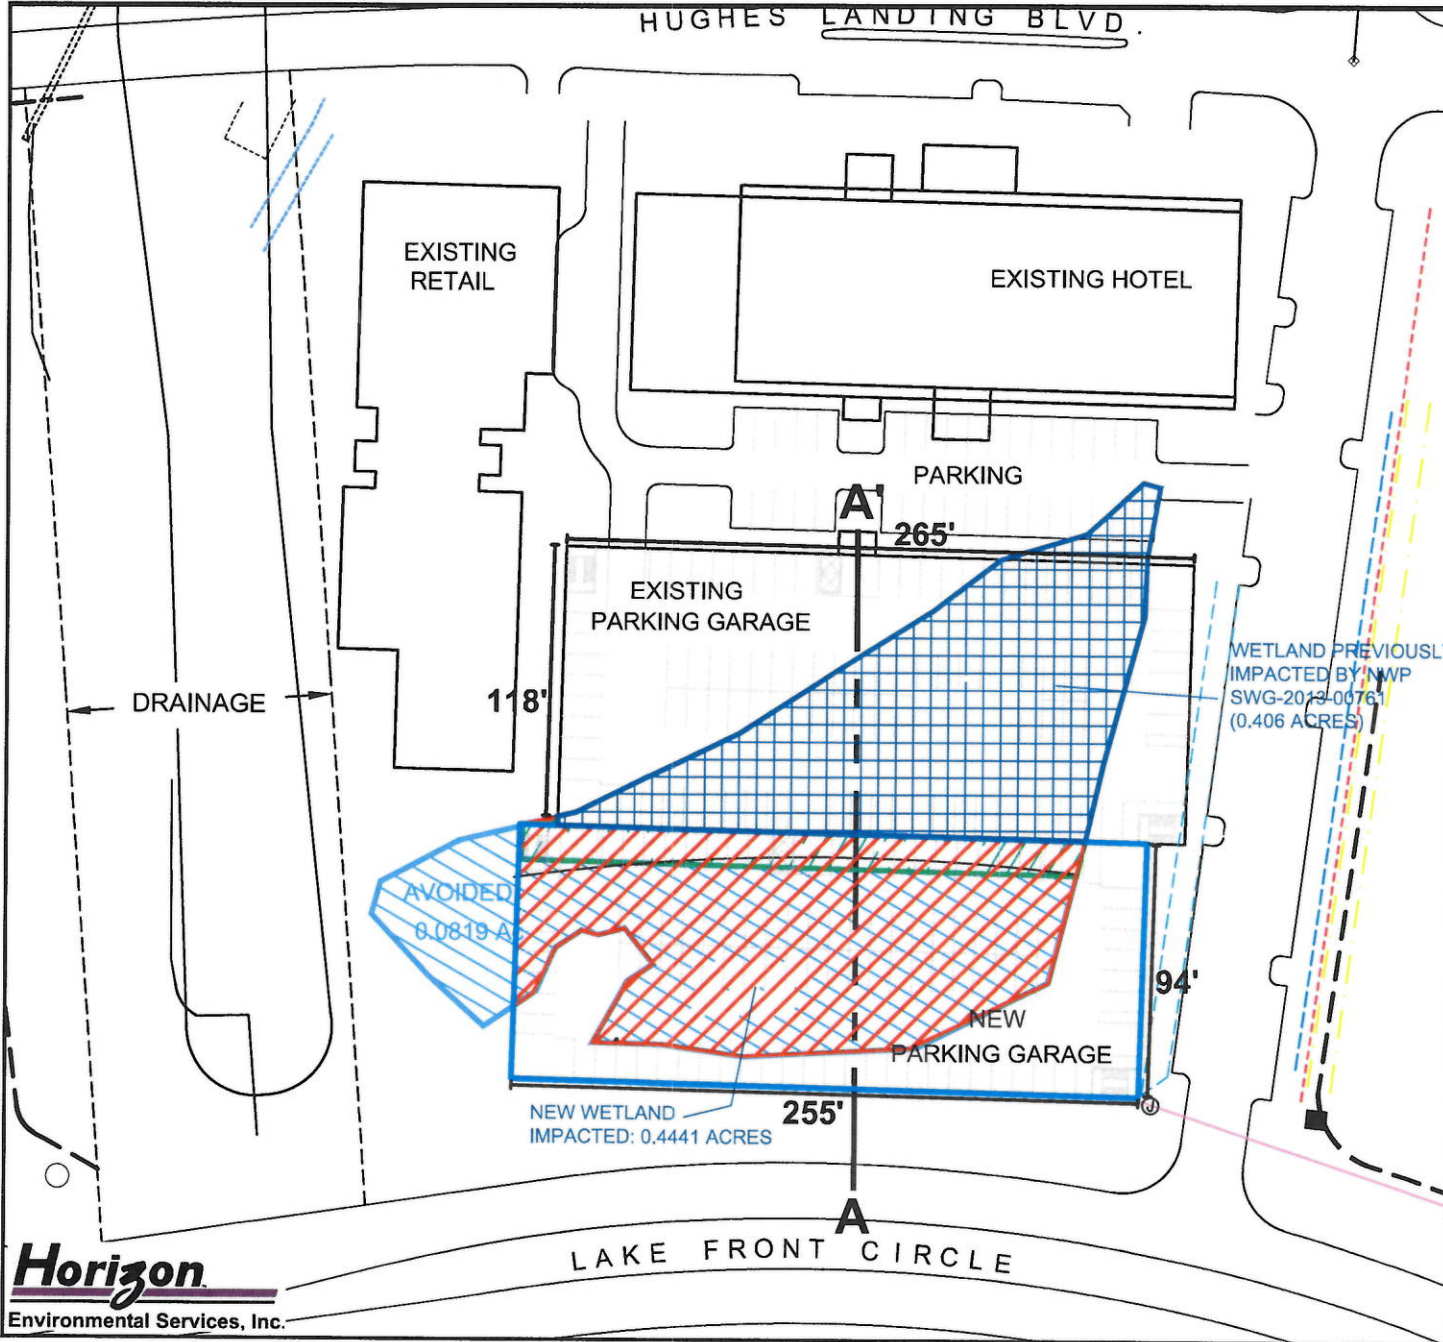 HUGHES LANDING BLVD.
EXISTING
RETAIL
EXISTING HOTEL
PARKING
A'
265'
EXISTING
PARKING GARAGE
118'
DRAINAGE
WETLAND PREVIOUSL
IMPACTED BY NWP
SWG-2013-00761
(0.406 ACRES)
AVOIDED
0.0819 AC
94'
NEW
PARKING GARAGE
NEW WETLAND
IMPACTED: 0.4441 ACRES
255'
A
LAKE FRONT CIRCLE
Horizon
Environmental Services, Inc.